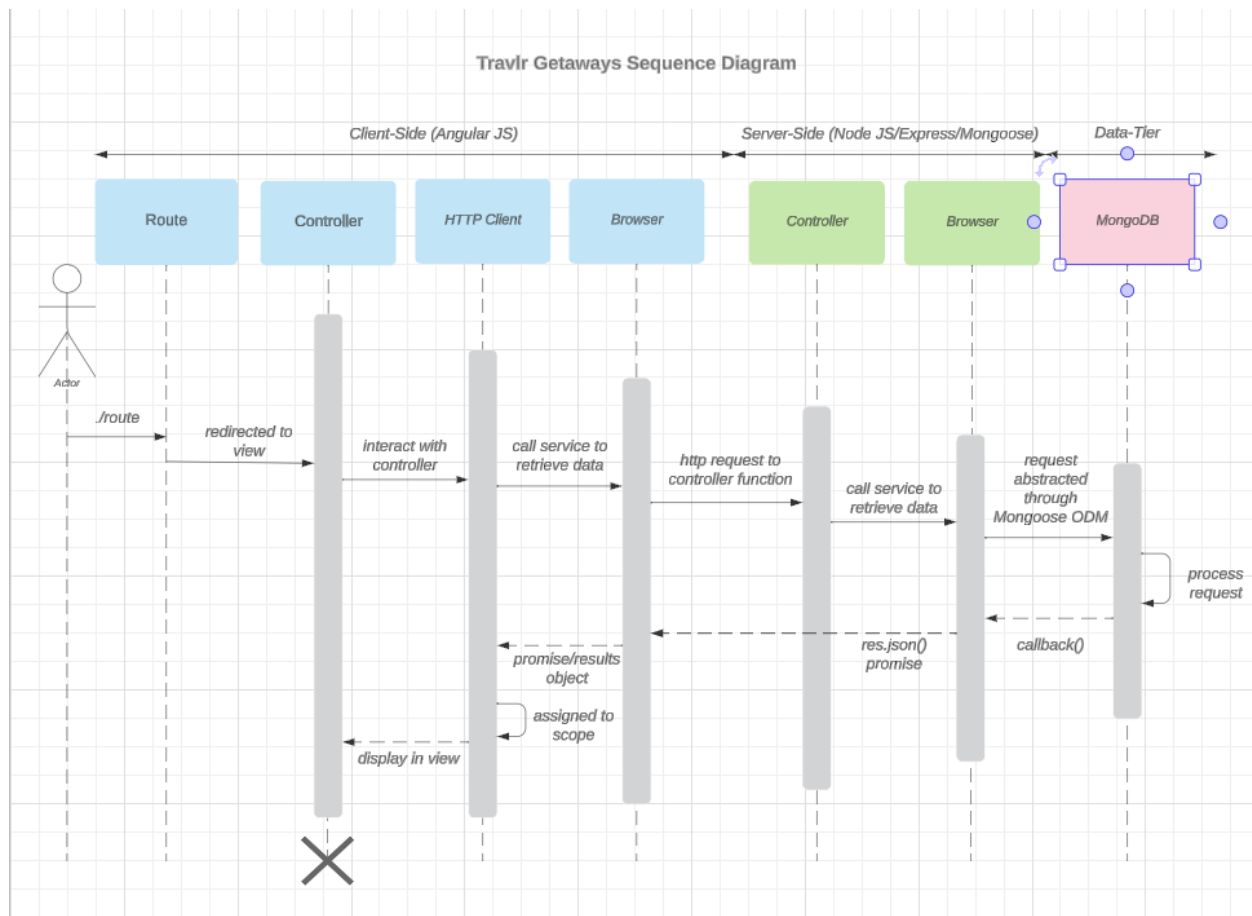 Travlr Getaways Sequence Diagram
Client-Side (Angular JS)
Server-Side (Node JS/Express/Mongoose)
Data-Tier
Route
Controller
HTTP Client
Browser
Controller
Browser
MongoDB
Actor
./route
redirected to
view
interact with
controller
call service to
retrieve data
http request to
controller function
call service to
retrieve data
request
abstracted
through
Mongoose ODM
process
request
callback()
res.json()
promise
promise/results
object
assigned to
scope
display in view